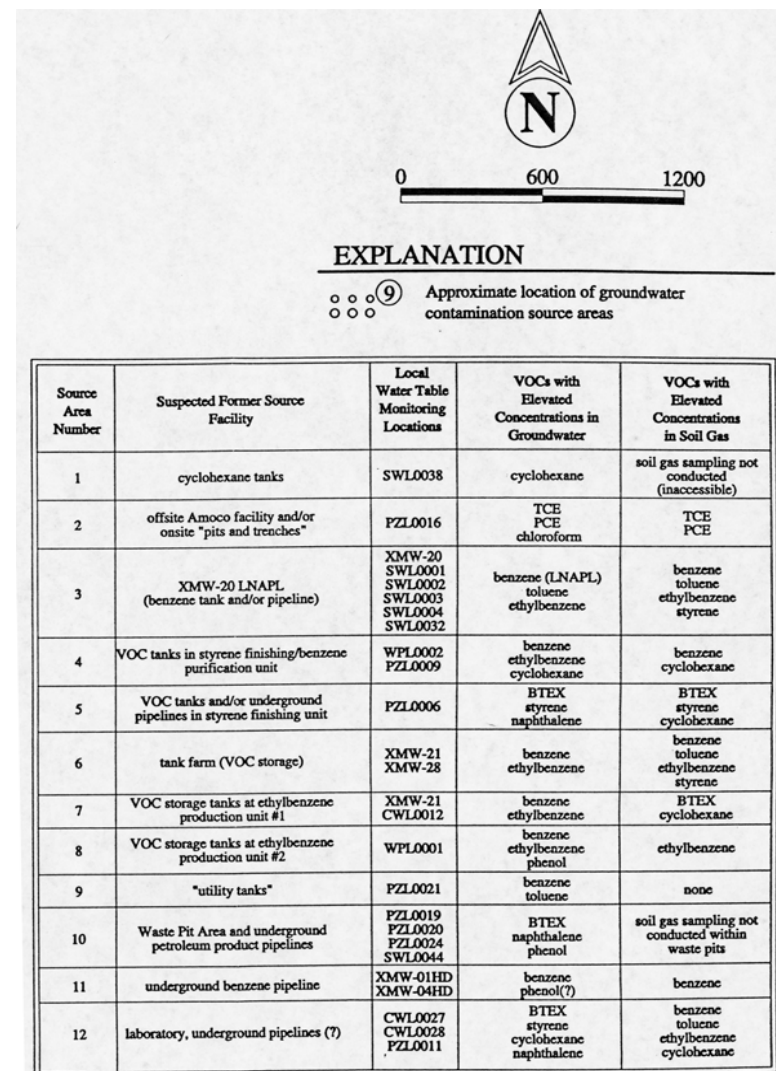 N
0 600 1200
EXPLANATION
9 Approximate location of groundwater
contamination source areas
Source
Area
Number
Suspected Former Source
Facility
Local
Water Table
Monitoring
Locations
VOCs with
Elevated
Concentrations in
Groundwater
VOCs with
Elevated
Concentrations
in Soil Gas
1
cyclohexane tanks
SWL0038
cyclohexane
soil gas sampling not
conducted
(inaccessible)
2
offsite Amoco facility and/or
onsite "pits and trenches"
PZL0016
TCE
PCE
chloroform
TCE
PCE
3
XMW-20 LNAPL
(benzene tank and/or pipeline)
XMW-20
SWL0001
SWL0002
SWL0003
SWL0004
SWL0032
benzene (LNAPL)
toluene
ethylbenzene
benzene
toluene
ethylbenzene
styrene
4
VOC tanks in styrene finishing/benzene
purification unit
WPL0002
PZL0009
benzene
ethylbenzene
cyclohexane
benzene
cyclohexane
5
VOC tanks and/or underground
pipelines in styrene finishing unit
PZL0006
BTEX
styrene
naphthalene
BTEX
styrene
cyclohexane
6
tank farm (VOC storage)
XMW-21
XMW-28
benzene
ethylbenzene
benzene
toluene
ethylbenzene
styrene
7
VOC storage tanks at ethylbenzene
production unit #1
XMW-21
CWL0012
benzene
ethylbenzene
BTEX
cyclohexane
8
VOC storage tanks at ethylbenzene
production unit #2
WPL0001
benzene
ethylbenzene
phenol
ethylbenzene
9
"utility tanks"
PZL0021
benzene
toluene
none
10
Waste Pit Area and underground
petroleum product pipelines
PZL0019
PZL0020
PZL0024
SWL0044
BTEX
naphthalene
phenol
soil gas sampling not
conducted within
waste pits
11
underground benzene pipeline
XMW-01HD
XMW-04HD
benzene
phenol(?)
benzene
12
laboratory, underground pipelines (?)
CWL0027
CWL0028
PZL0011
BTEX
styrene
cyclohexane
naphthalene
benzene
toluene
ethylbenzene
cyclohexane